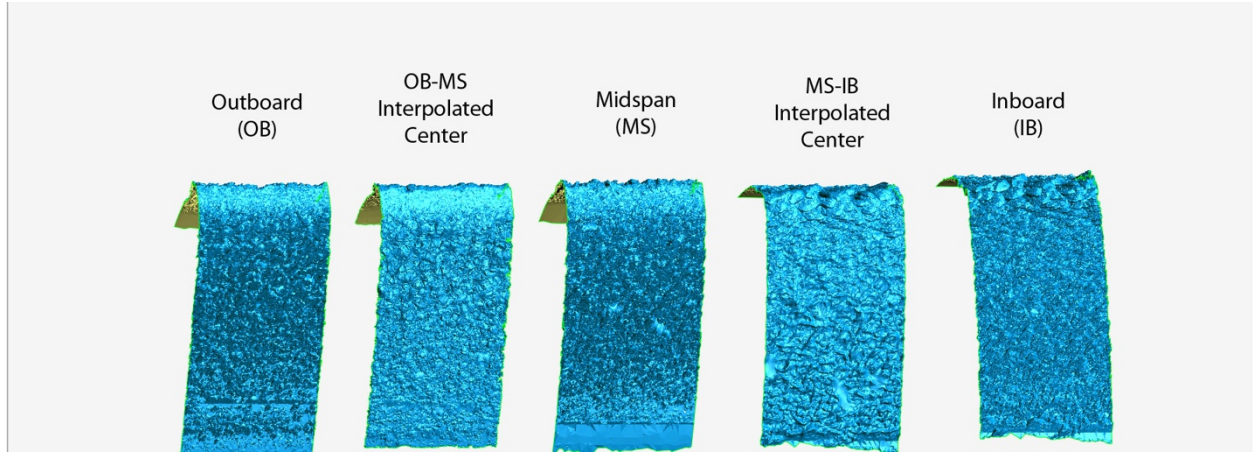 Outboard
(OB)
OB-MS
Interpolated
Center
Midspan
(MS)
MS-IB
Interpolated
Center
Inboard
(IB)